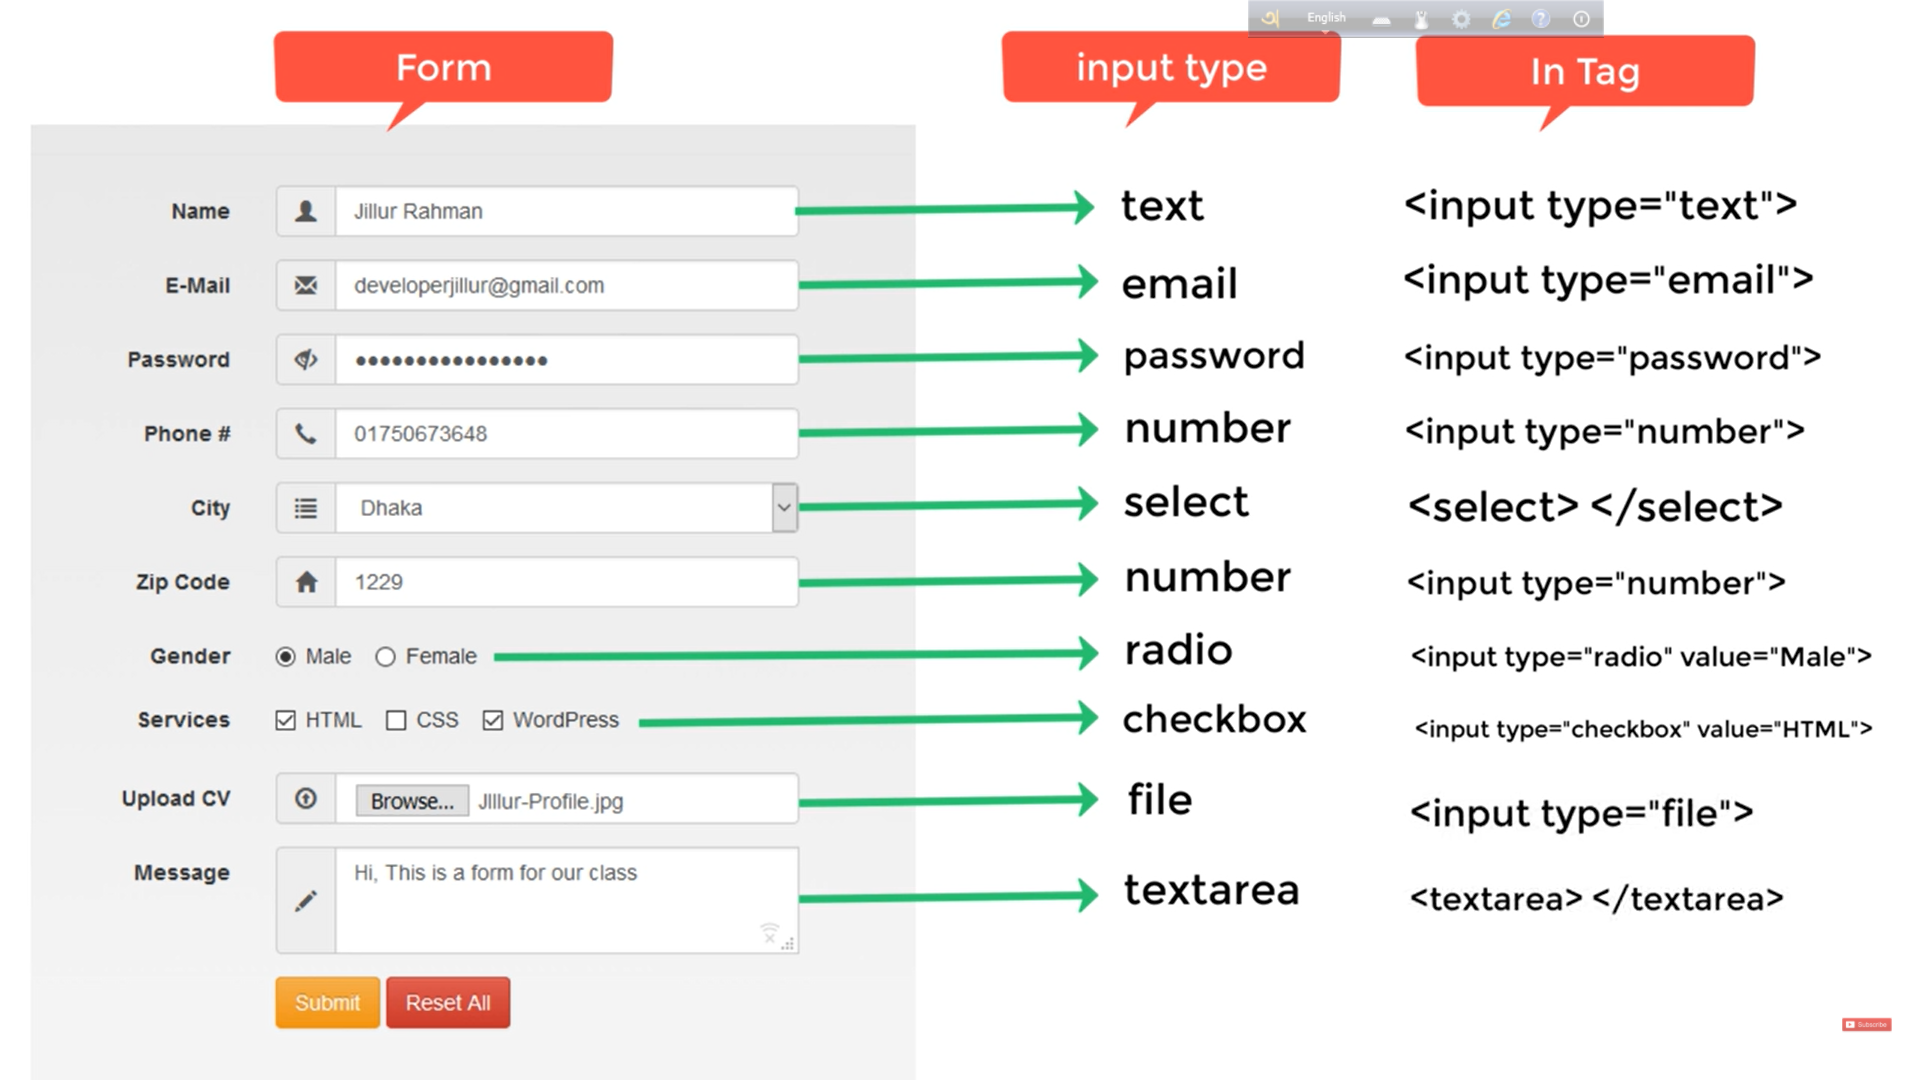 অ English
Form
input type
In Tag
Name Jillur Rahman text <input type="text">
E-Mail developerjillur@gmail.com email <input type="email">
Password •••••••••••••••• password <input type="password">
Phone # 01750673648 number <input type="number">
City Dhaka select <select> </select>
Zip Code 1229 number <input type="number">
Gender Male Female radio <input type="radio" value="Male">
Services HTML CSS WordPress checkbox <input type="checkbox" value="HTML">
Upload CV Browse... JIllur-Profile.jpg file <input type="file">
Message Hi, This is a form for our class textarea <textarea> </textarea>
Submit Reset All
Subscribe